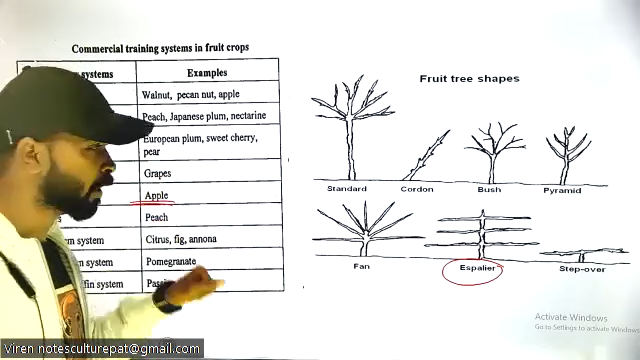 Commercial training systems in fruit crops
systems
Examples
Walnut, pecan nut, apple
Peach, Japanese plum, nectarine
European plum, sweet cherry,
pear
Grapes
Apple
Peach
system
Citrus, fig, annona
system
Pomegranate
system
Fruit tree shapes
Standard
Cordon
Bush
Pyramid
Fan
Espalier
Step-over
Activate Windows
Go to Settings to activate Windows
Viren.notesculturepat@gmail.com